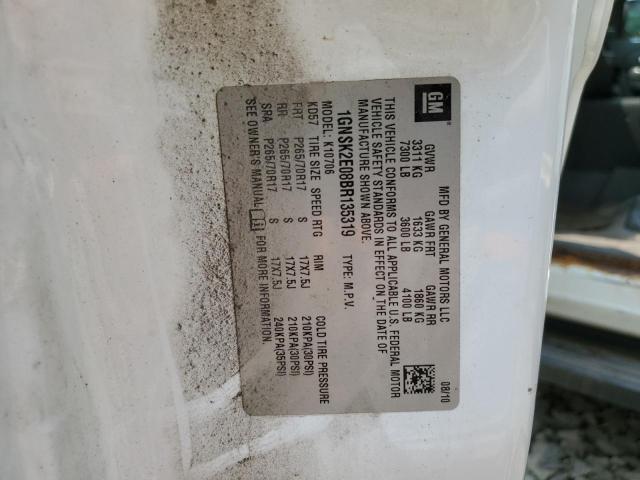 GM
MFD BY GENERAL MOTORS LLC 08/10
GVWR GAWR FRT GAWR RR
3311 KG 1633 KG 1860 KG
7300 LB 3600 LB 4100 LB
THIS VEHICLE CONFORMS TO ALL APPLICABLE U.S. FEDERAL MOTOR
VEHICLE SAFETY STANDARDS IN EFFECT ON THE DATE OF
MANUFACTURE SHOWN ABOVE.
1GNSK2E08BR135319 TYPE: M.P.V.
MODEL: K10706
KD57 TIRE SIZE SPEED RTG RIM COLD TIRE PRESSURE
FRT P265/70R17 S 17X7.5J 210KPA(30PSI)
RR P265/70R17 S 17X7.5J 210KPA(30PSI)
SPA P265/70R17 S 17X7.5J 240KPA(35PSI)
SEE OWNER'S MANUAL FOR MORE INFORMATION.